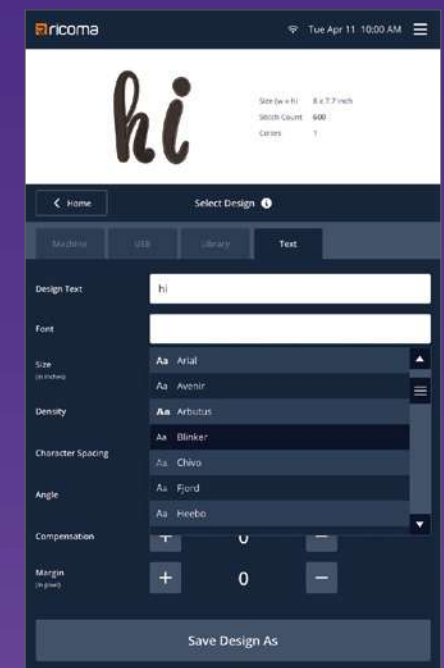 ricoma Tue Apr 11 10:00 AM
hi
Size (w x h) 8 x 7.7 inch
Stitch Count 600
Colors 1
Home Select Design
Machine USB Library Text
Design Text hi
Font
Size
(in inches)
Aa Arial
Aa Avenir
Density
Aa Arbutus
Aa Blinker
Character Spacing
Aa Chivo
Angle
Aa Fjord
Aa Heebo
Compensation + 0 −
Margin + 0 −
(in pixel)
Save Design As